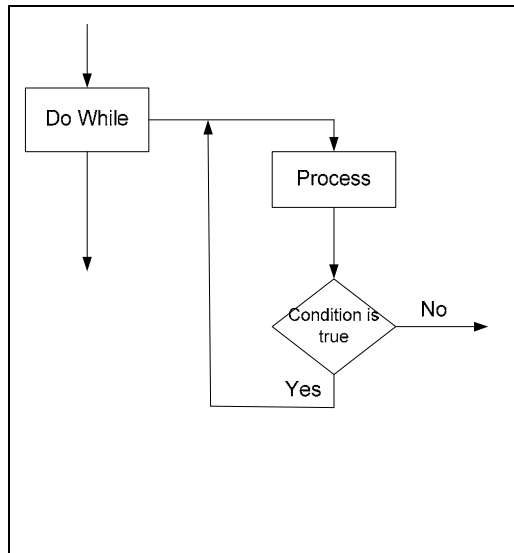 Do While
Process
Condition is
true
No
Yes